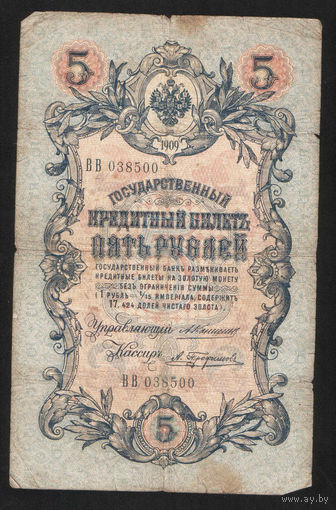 5 5
1909
ВВ 038500
ГОСУДАРСТВЕННЫЙ
КРЕДИТНЫЙ БИЛЕТЪ
ПЯТЬ РУБЛЕЙ
ГОСУДАРСТВЕННЫЙ БАНКЪ РАЗМѢНИВАЕТЪ
КРЕДИТНЫЕ БИЛЕТЫ НА ЗОЛОТУЮ МОНЕТУ
БЕЗЪ ОГРАНИЧЕНІЯ СУММЫ
(1 РУБЛЬ = 1/15 ИМПЕРІАЛА, СОДЕРЖИТЪ
17,424 ДОЛЕЙ ЧИСТАГО ЗОЛОТА)
Управляющій
Кассиръ
ВВ 038500
5
AY.BY